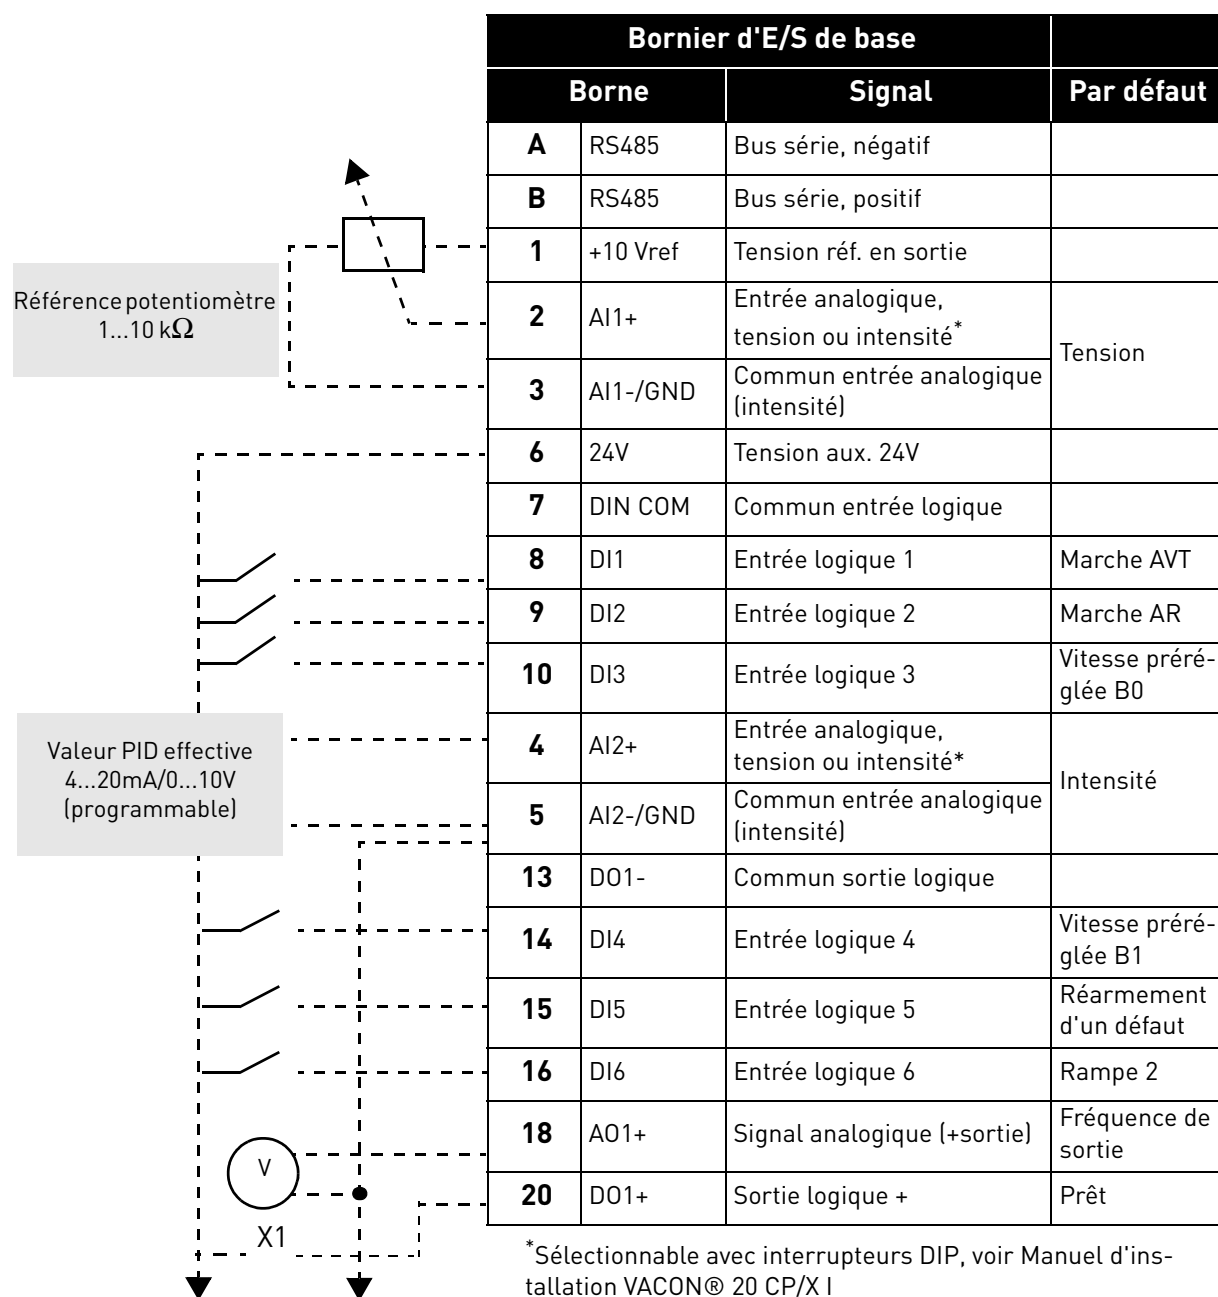 Bornier d'E/S de base
Borne Signal Par défaut
A RS485 Bus série, négatif
B RS485 Bus série, positif
1 +10 Vref Tension réf. en sortie
Référence potentiomètre
1...10 kΩ
2 AI1+ Entrée analogique,
tension ou intensité*
Tension
3 AI1-/GND Commun entrée analogique
(intensité)
6 24V Tension aux. 24V
7 DIN COM Commun entrée logique
8 DI1 Entrée logique 1 Marche AVT
9 DI2 Entrée logique 2 Marche AR
10 DI3 Entrée logique 3 Vitesse préré-
glée B0
Valeur PID effective
4...20mA/0...10V
(programmable)
4 AI2+ Entrée analogique,
tension ou intensité*
Intensité
5 AI2-/GND Commun entrée analogique
(intensité)
13 DO1- Commun sortie logique
14 DI4 Entrée logique 4 Vitesse préré-
glée B1
15 DI5 Entrée logique 5 Réarmement
d'un défaut
16 DI6 Entrée logique 6 Rampe 2
18 AO1+ Signal analogique (+sortie) Fréquence de
sortie
V
20 DO1+ Sortie logique + Prêt
X1
*Sélectionnable avec interrupteurs DIP, voir Manuel d'ins-
tallation VACON® 20 CP/X I